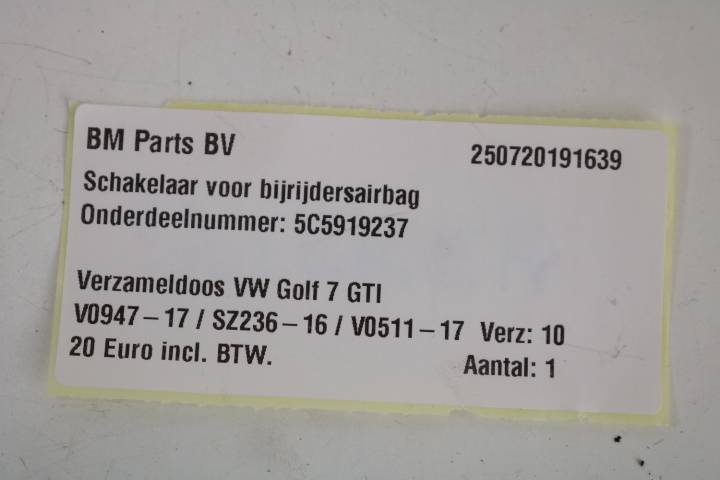 BM Parts BV 250720191639
Schakelaar voor bijrijdersairbag
Onderdeelnummer: 5C5919237
Verzameldoos VW Golf 7 GTI
V0947-17 / SZ236-16 / V0511-17 Verz: 10
20 Euro incl. BTW. Aantal: 1